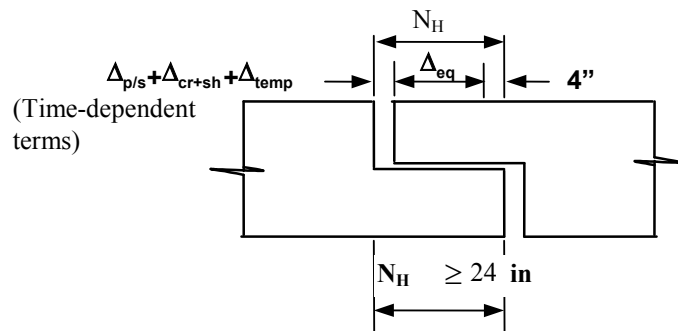 N_H
Δ_p/s+Δ_cr+sh+Δ_temp Δ_eq 4”
(Time-dependent
terms)
N_H ≥ 24 in